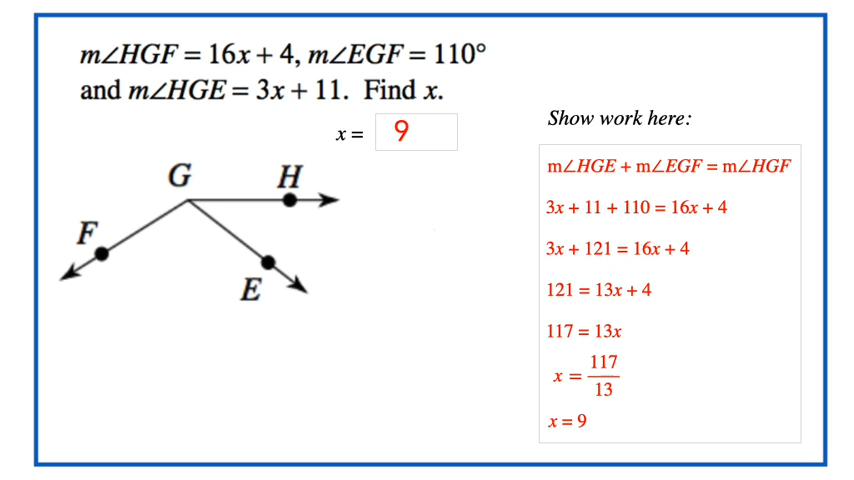 m∠HGF = 16x + 4, m∠EGF = 110°
and m∠HGE = 3x + 11. Find x.
x = 9
G
H
F
E
Show work here:
m∠HGE + m∠EGF = m∠HGF
3x + 11 + 110 = 16x + 4
3x + 121 = 16x + 4
121 = 13x + 4
117 = 13x
x = 117/13
x = 9